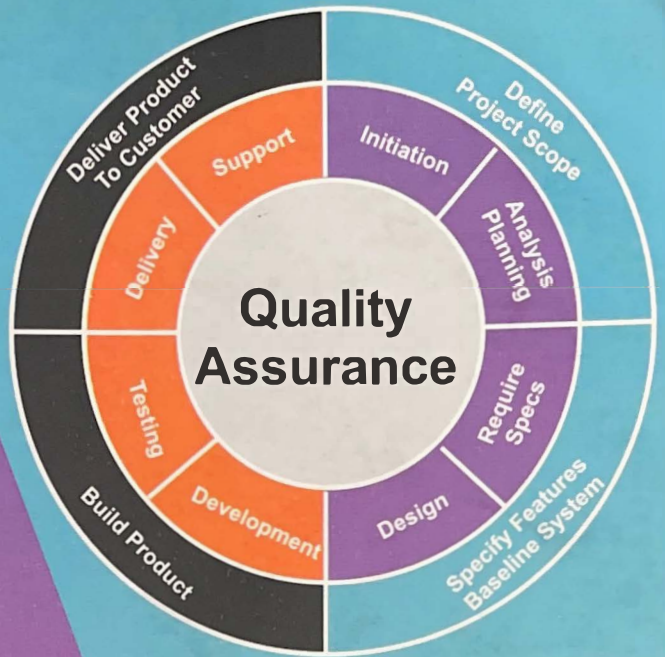 Deliver Product
To Customer
Define
Project Scope
Support
Initiation
Delivery
Analysis
Planning
Quality
Assurance
Testing
Require
Specs
Development
Design
Build Product
Specify Features
Baseline System